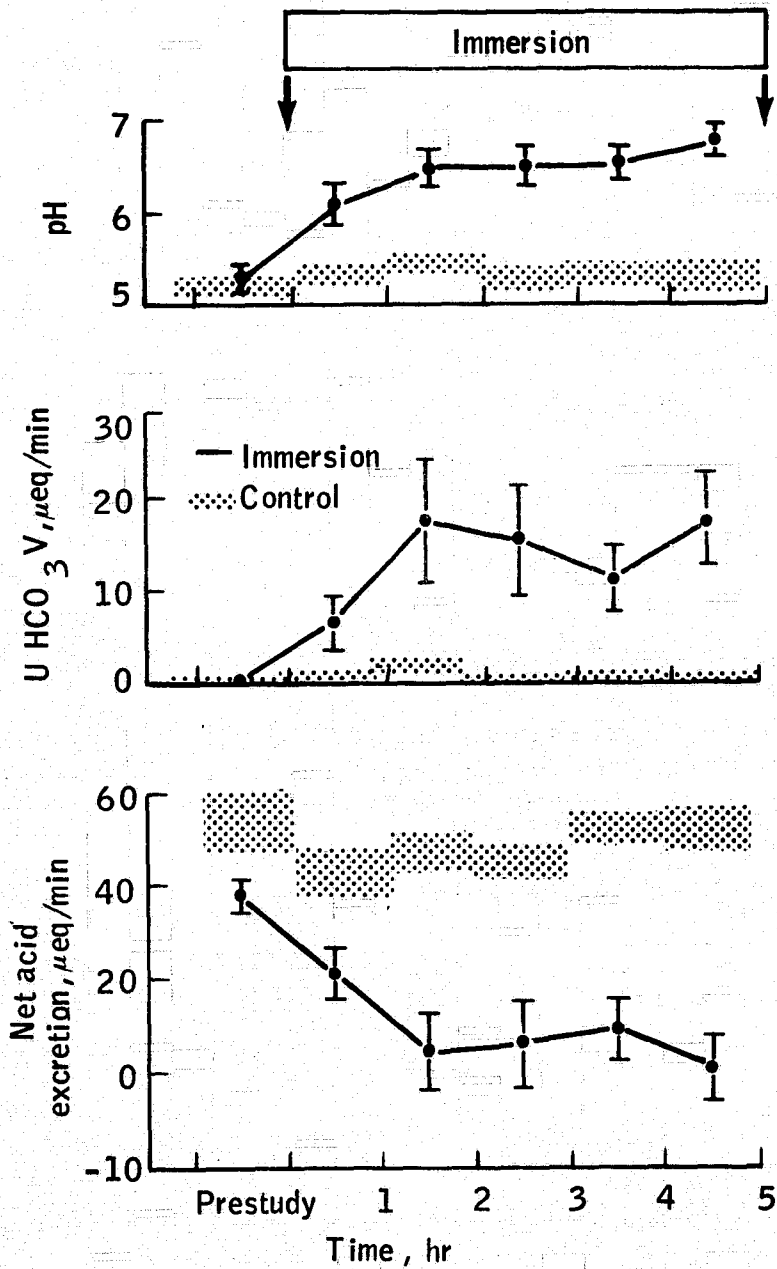 Immersion
7
6
5
pH
30
20
10
0
U HCO3V, μeq/min
Immersion
Control
60
40
20
0
-10
Net acid
excretion, μeq/min
Prestudy 1 2 3 4 5
Time, hr